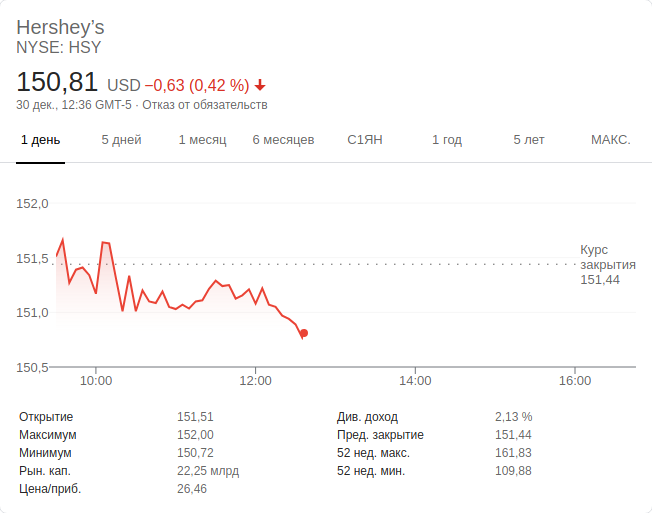 Hershey’s
NYSE: HSY
150,81 USD −0,63 (0,42 %)
30 дек., 12:36 GMT-5 · Отказ от обязательств
1 день 5 дней 1 месяц 6 месяцев С1ЯН 1 год 5 лет МАКС.
152,0
151,5
151,0
150,5
Курс
закрытия
151,44
10:00 12:00 14:00 16:00
Открытие 151,51
Максимум 152,00
Минимум 150,72
Рын. кап. 22,25 млрд
Цена/приб. 26,46
Див. доход 2,13 %
Пред. закрытие 151,44
52 нед. макс. 161,83
52 нед. мин. 109,88